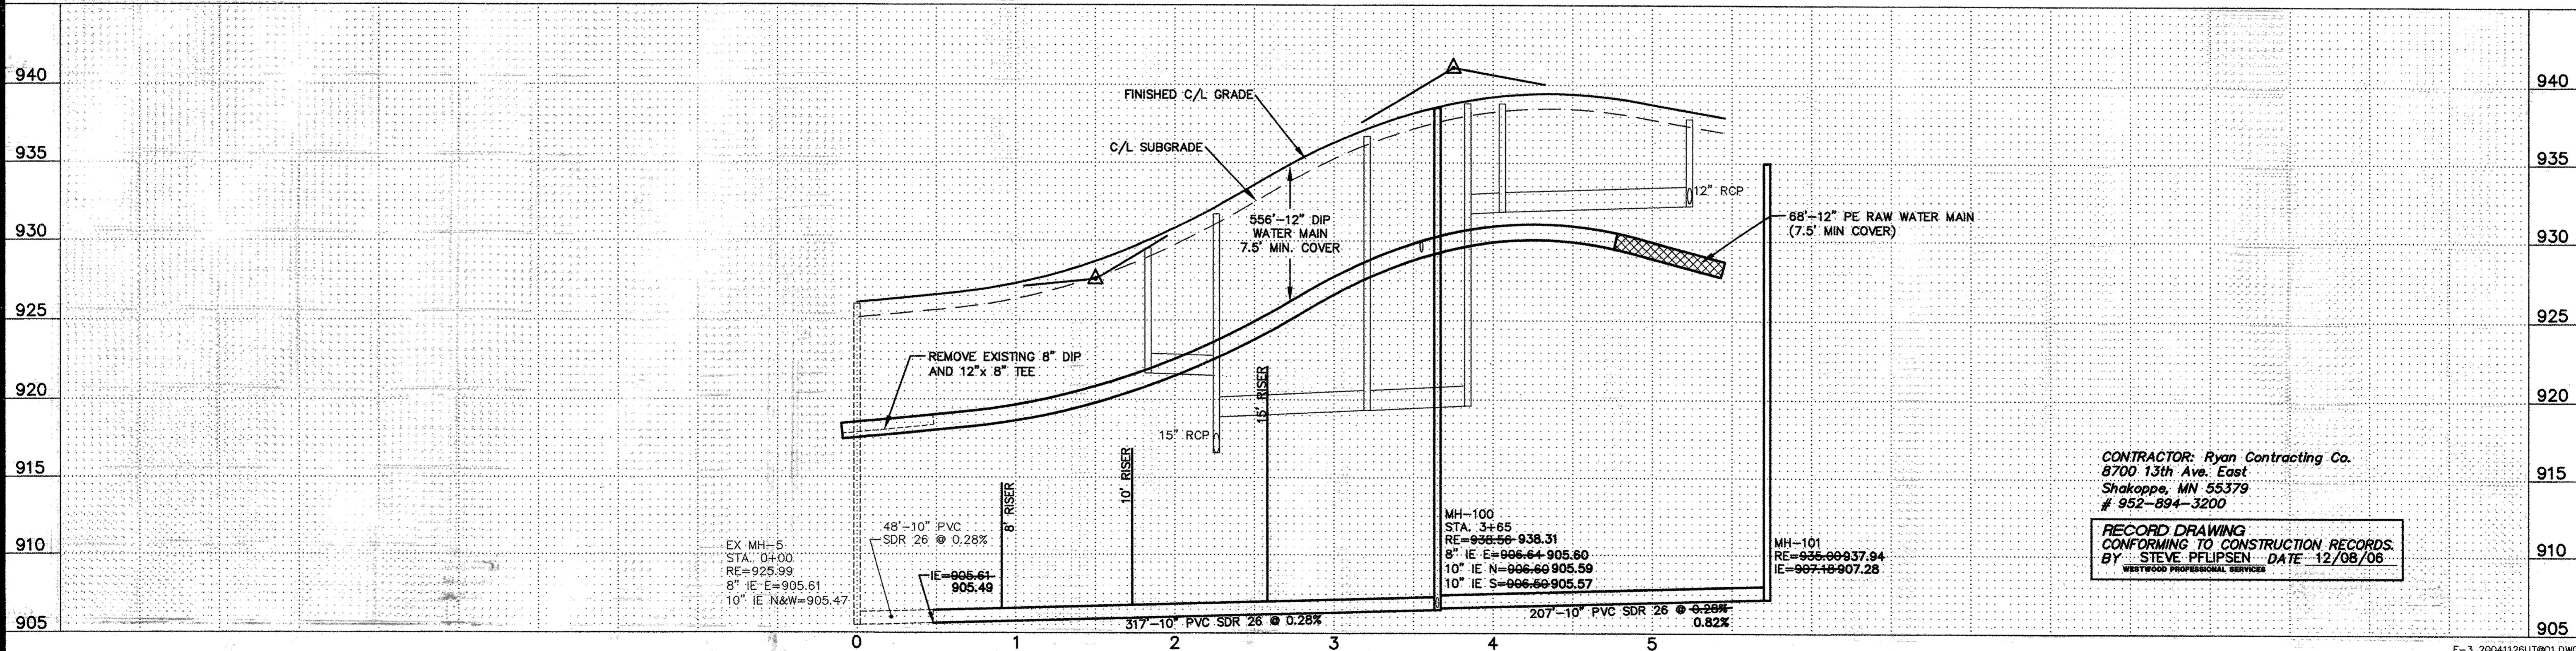 940
935
930
925
920
915
910
905
FINISHED C/L GRADE
C/L SUBGRADE
556'-12" DIP
WATER MAIN
7.5' MIN. COVER
12" RCP
68'-12" PE RAW WATER MAIN
(7.5' MIN COVER)
REMOVE EXISTING 8" DIP
AND 12"x 8" TEE
15" RCP
8' RISER
10' RISER
15' RISER
48'-10" PVC
SDR 26 @ 0.28%
EX MH-5
STA. 0+00
RE=925.99
8" IE E=905.61
10" IE N&W=905.47
IE=905.61
905.49
317'-10" PVC SDR 26 @ 0.28%
MH-100
STA. 3+65
RE=938.56 938.31
8" IE E=906.64 905.60
10" IE N=906.60 905.59
10" IE S=906.50 905.57
207'-10" PVC SDR 26 @ 0.28%
0.82%
MH-101
RE=935.00 937.94
IE=907.18 907.28
CONTRACTOR: Ryan Contracting Co.
8700 13th Ave. East
Shakoppe, MN 55379
# 952-894-3200
RECORD DRAWING
CONFORMING TO CONSTRUCTION RECORDS.
BY STEVE PFLIPSEN DATE 12/08/06
WESTWOOD PROFESSIONAL SERVICES
940
935
930
925
920
915
910
905
0 1 2 3 4 5